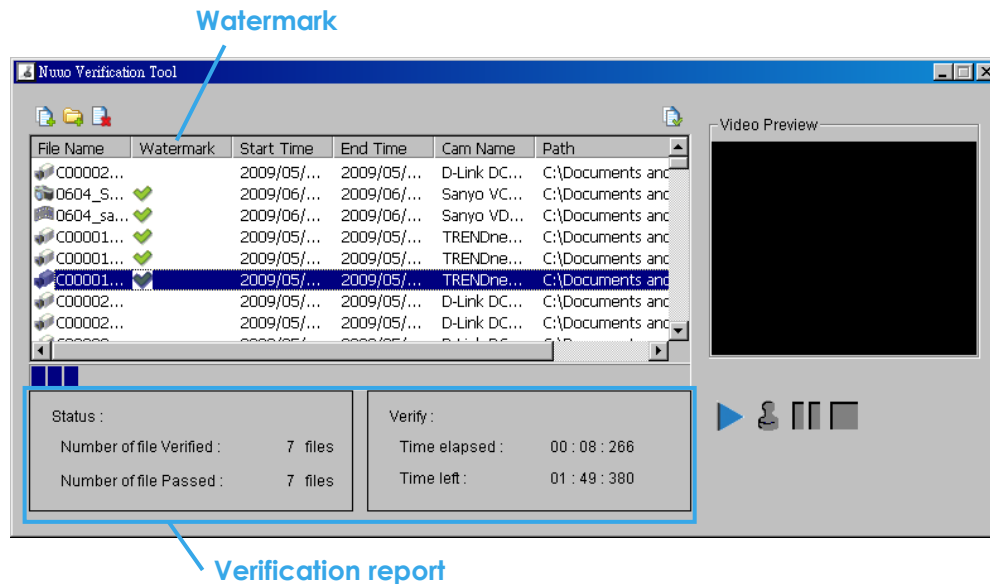 Watermark
Nuuo Verification Tool
Video Preview
File Name Watermark Start Time End Time Cam Name Path
C00002... 2009/05/... 2009/05/... D-Link DC... C:\Documents and
0604_S... 2009/06/... 2009/06/... Sanyo VC... C:\Documents and
0604_sa... 2009/06/... 2009/06/... Sanyo VD... C:\Documents and
C00001... 2009/05/... 2009/05/... TRENDne... C:\Documents and
C00001... 2009/05/... 2009/05/... TRENDne... C:\Documents and
C00001... 2009/05/... 2009/05/... TRENDne... C:\Documents and
C00002... 2009/05/... 2009/05/... D-Link DC... C:\Documents and
C00002... 2009/05/... 2009/05/... D-Link DC... C:\Documents and
Status :
Number of file Verified : 7 files
Number of file Passed : 7 files
Verify :
Time elapsed : 00 : 08 : 266
Time left : 01 : 49 : 380
Verification report